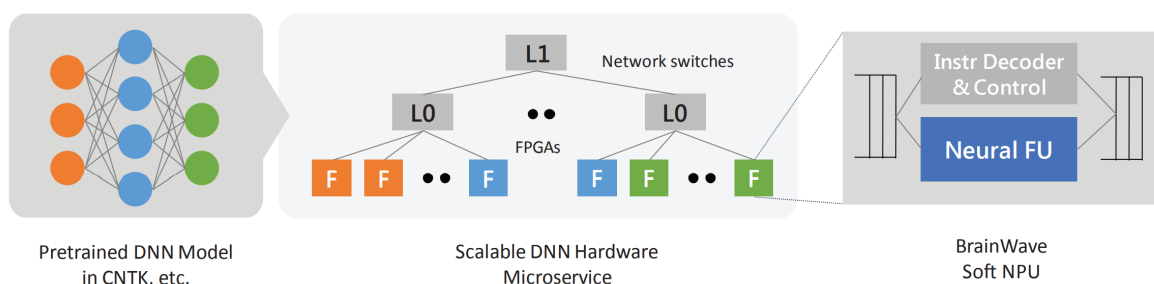 L1
Network switches
L0
L0
FPGAs
F
F
F
F
F
F
Instr Decoder
& Control
Neural FU
Pretrained DNN Model
in CNTK, etc.
Scalable DNN Hardware
Microservice
BrainWave
Soft NPU